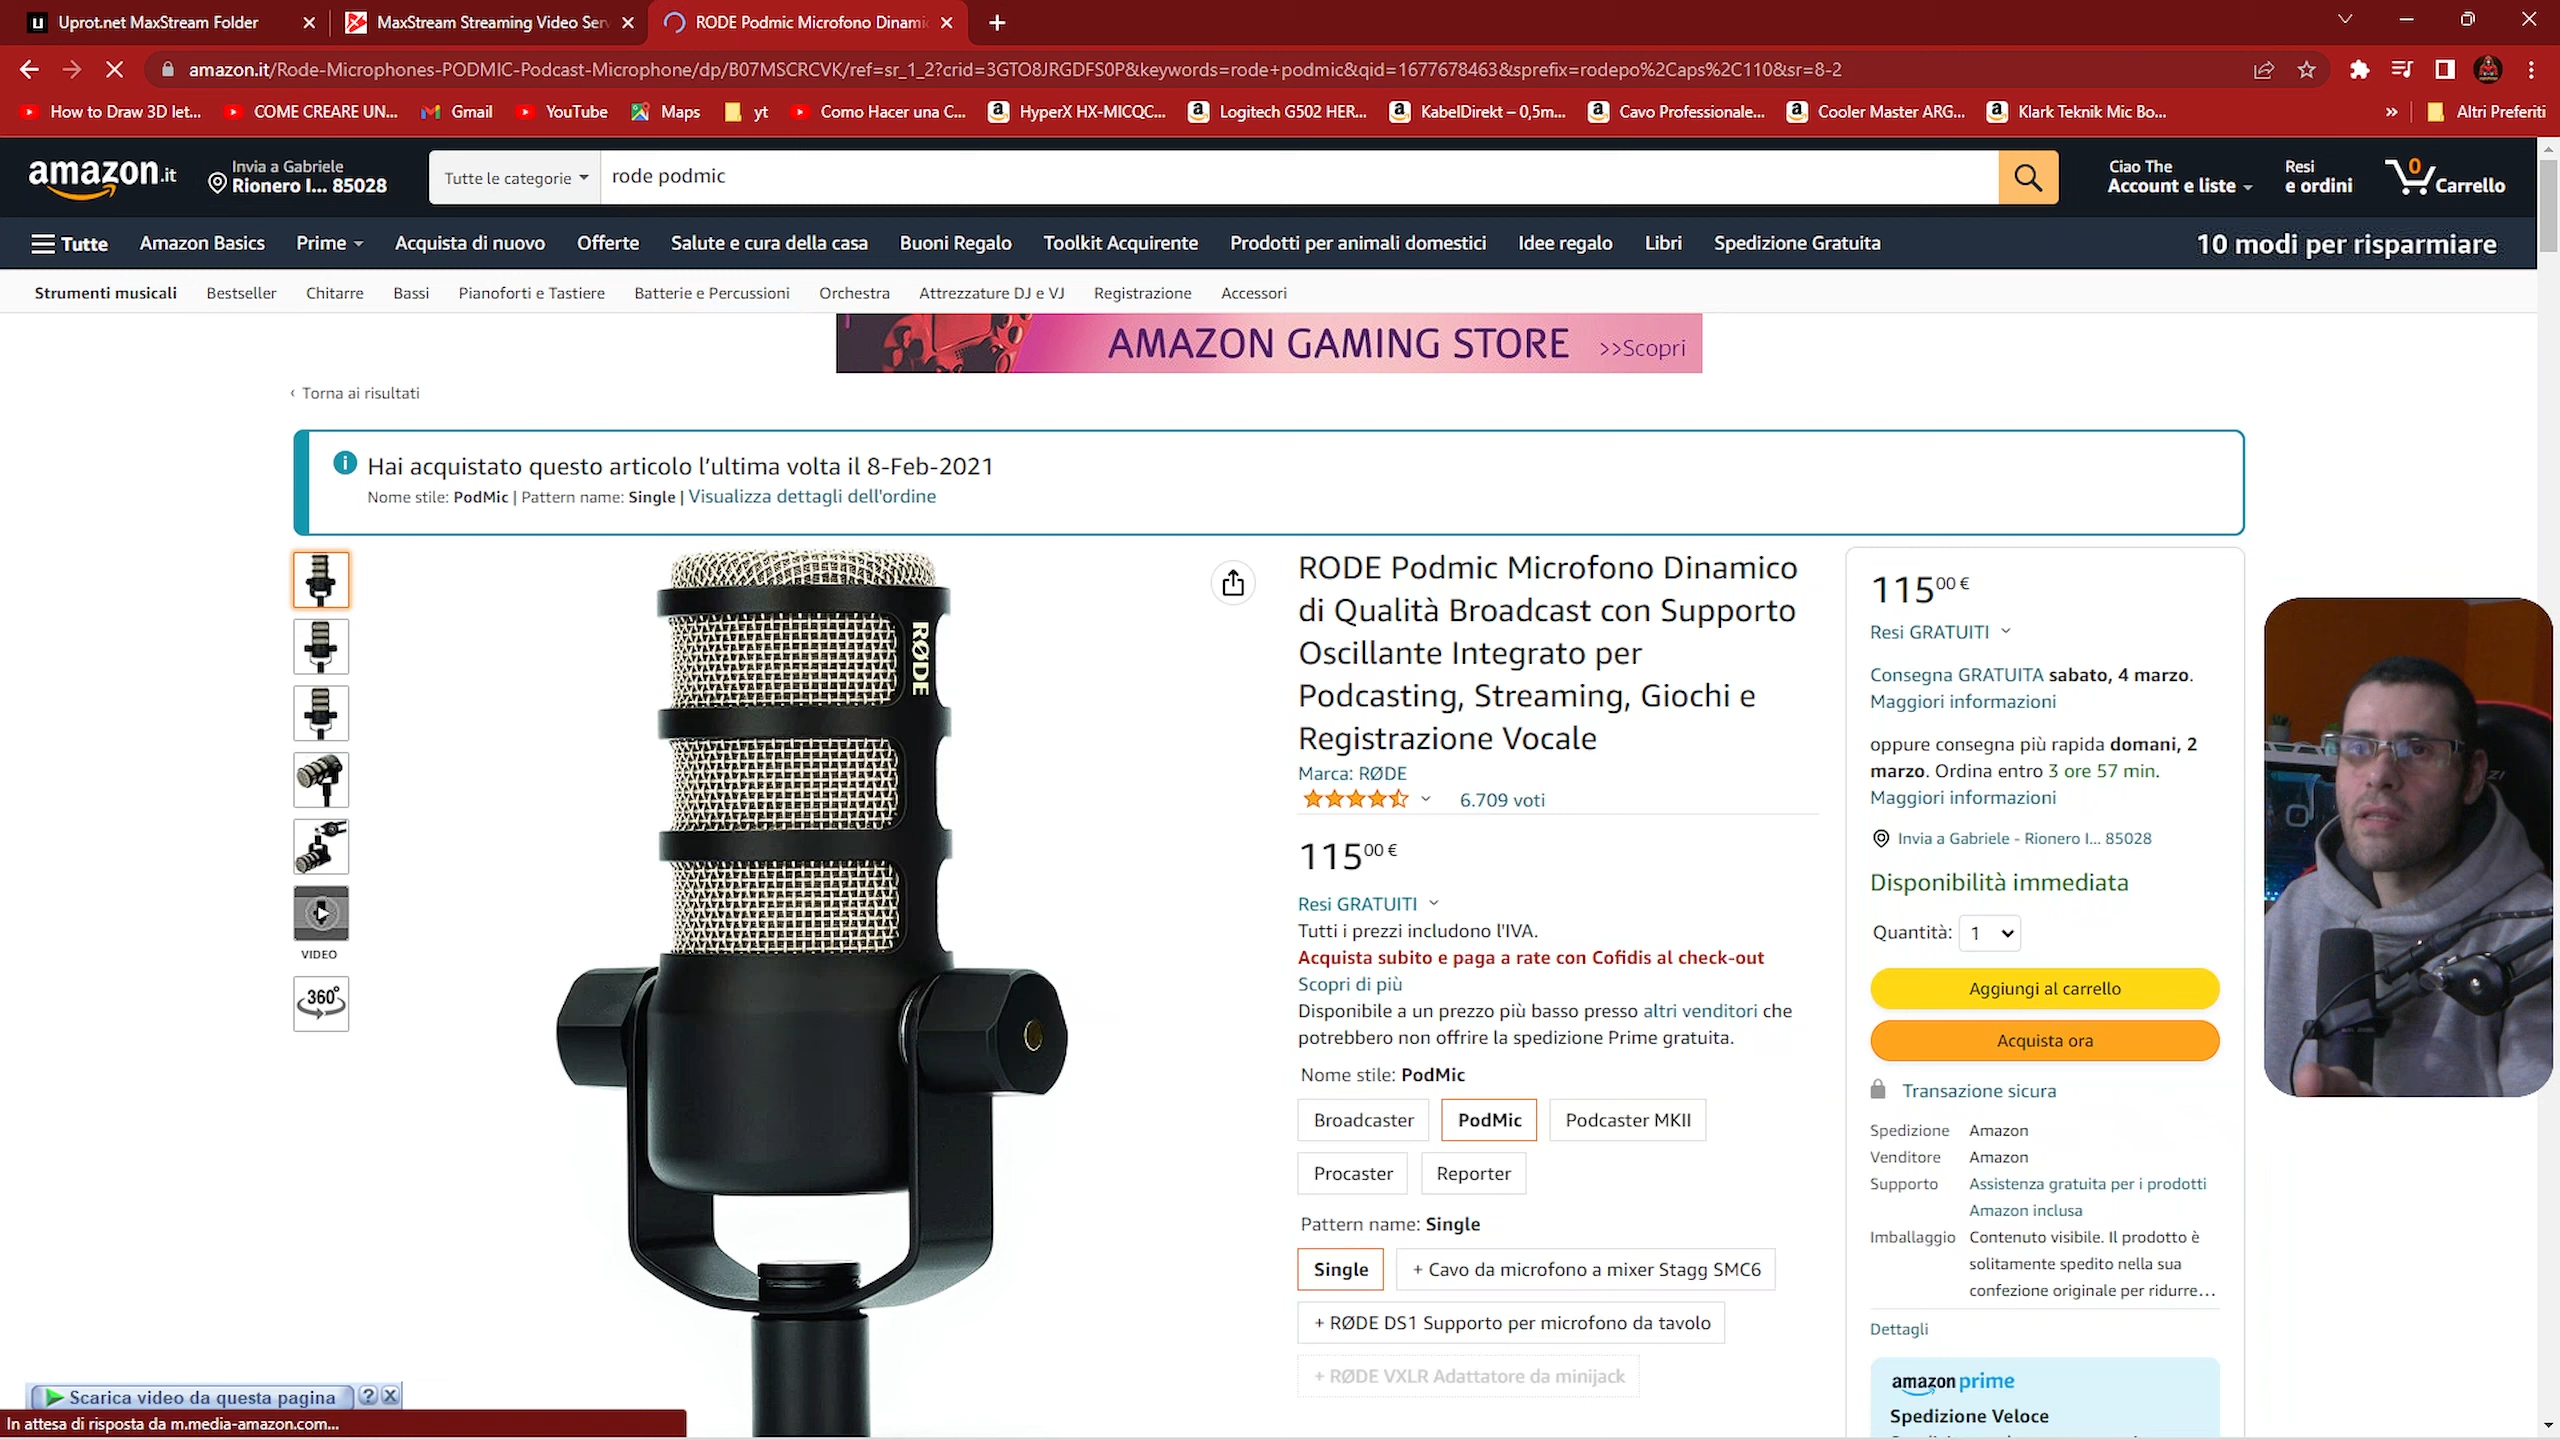 Uprot.net MaxStream Folder
MaxStream Streaming Video Ser
RODE Podmic Microfono Dinami
amazon.it/Rode-Microphones-PODMIC-Podcast-Microphone/dp/B07MSCRCVK/ref=sr_1_2?crid=3GTO8JRGDFS0P&keywords=rode+podmic&qid=1677678463&sprefix=rodepo%2Caps%2C110&sr=8-2
How to Draw 3D let...
COME CREARE UN...
Gmail
YouTube
Maps
yt
Como Hacer una C...
HyperX HX-MICQC...
Logitech G502 HER...
KabelDirekt – 0,5m...
Cavo Professionale...
Cooler Master ARG...
Klark Teknik Mic Bo...
»
Altri Preferiti
amazon.it
Invia a Gabriele
Rionero I... 85028
Tutte le categorie
rode podmic
Ciao The
Account e liste
Resi
e ordini
0
Carrello
Tutte
Amazon Basics
Prime
Acquista di nuovo
Offerte
Salute e cura della casa
Buoni Regalo
Toolkit Acquirente
Prodotti per animali domestici
Idee regalo
Libri
Spedizione Gratuita
10 modi per risparmiare
Strumenti musicali
Bestseller
Chitarre
Bassi
Pianoforti e Tastiere
Batterie e Percussioni
Orchestra
Attrezzature DJ e VJ
Registrazione
Accessori
AMAZON GAMING STORE >>Scopri
‹ Torna ai risultati
Hai acquistato questo articolo l’ultima volta il 8-Feb-2021
Nome stile: PodMic | Pattern name: Single | Visualizza dettagli dell'ordine
VIDEO
360°
RØDE
RODE Podmic Microfono Dinamico
di Qualità Broadcast con Supporto
Oscillante Integrato per
Podcasting, Streaming, Giochi e
Registrazione Vocale
Marca: RØDE
6.709 voti
115,00 €
Resi GRATUITI
Tutti i prezzi includono l'IVA.
Acquista subito e paga a rate con Cofidis al check-out
Scopri di più
Disponibile a un prezzo più basso presso altri venditori che
potrebbero non offrire la spedizione Prime gratuita.
Nome stile: PodMic
Broadcaster
PodMic
Podcaster MKII
Procaster
Reporter
Pattern name: Single
Single
+ Cavo da microfono a mixer Stagg SMC6
+ RØDE DS1 Supporto per microfono da tavolo
+ RØDE VXLR Adattatore da minijack
115 00 €
Resi GRATUITI
Consegna GRATUITA sabato, 4 marzo.
Maggiori informazioni
oppure consegna più rapida domani, 2
marzo. Ordina entro 3 ore 57 min.
Maggiori informazioni
Invia a Gabriele - Rionero I... 85028
Disponibilità immediata
Quantità: 1
Aggiungi al carrello
Acquista ora
Transazione sicura
Spedizione Amazon
Venditore Amazon
Supporto Assistenza gratuita per i prodotti
Amazon inclusa
Imballaggio Contenuto visibile. Il prodotto è
solitamente spedito nella sua
confezione originale per ridurre...
Dettagli
amazon prime
Spedizione Veloce
Scarica video da questa pagina ? X
In attesa di risposta da m.media-amazon.com...